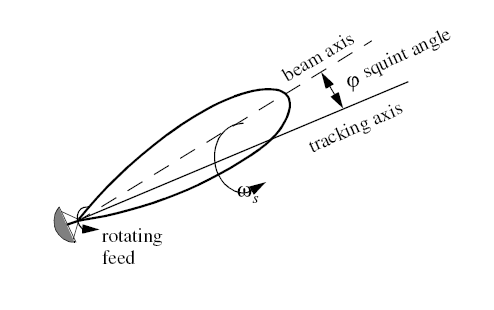 beam axis
φ squint angle
tracking axis
ωs
rotating
feed